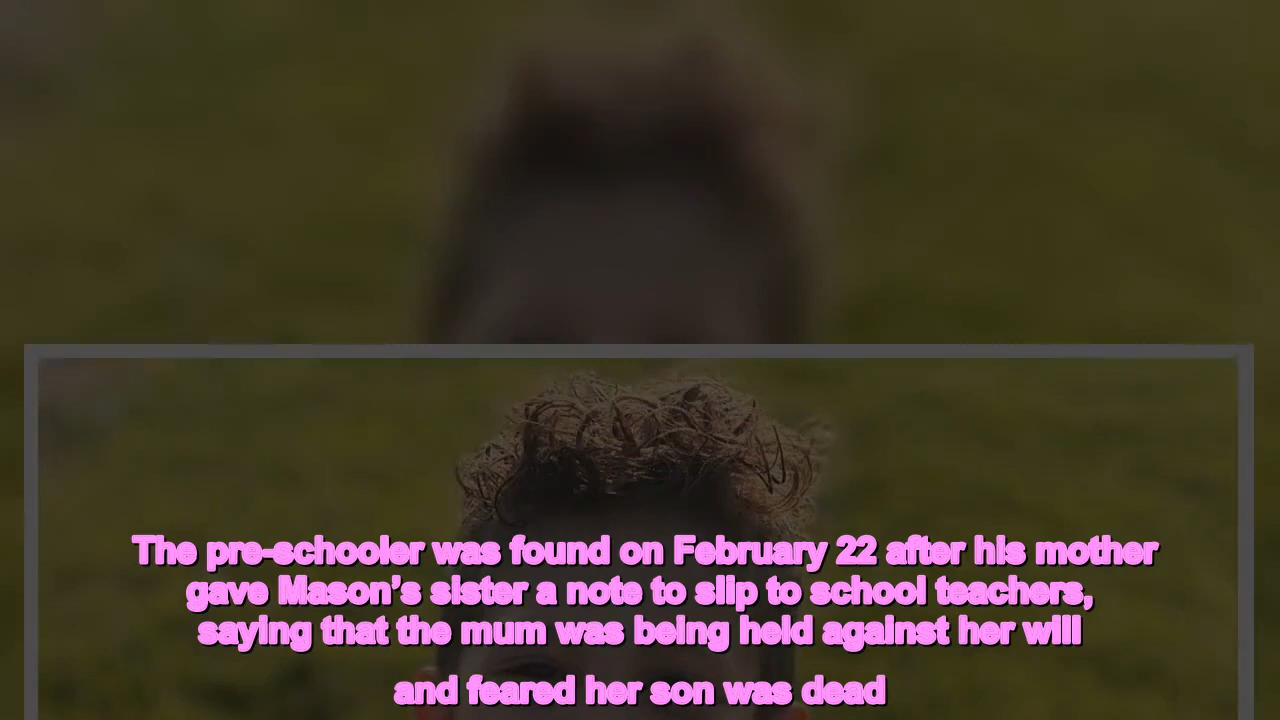 The pre-schooler was found on February 22 after his mother
gave Mason's sister a note to slip to school teachers,
saying that the mum was being held against her will
and feared her son was dead